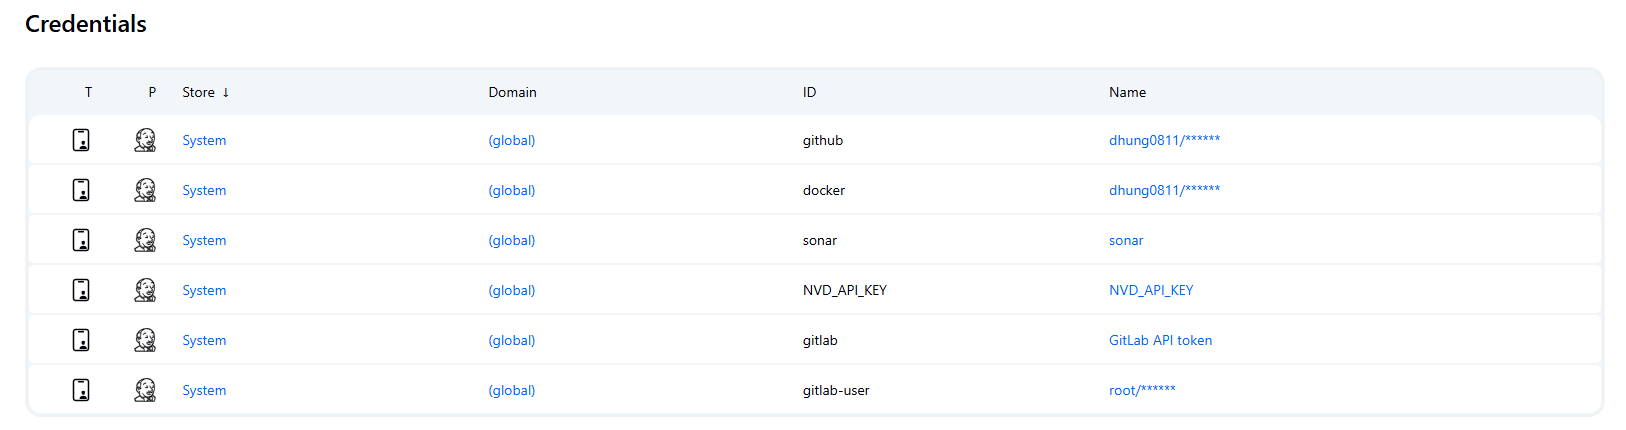 Credentials
T P Store ↓ Domain ID Name
System (global) github dhung0811/******
System (global) docker dhung0811/******
System (global) sonar sonar
System (global) NVD_API_KEY NVD_API_KEY
System (global) gitlab GitLab API token
System (global) gitlab-user root/******